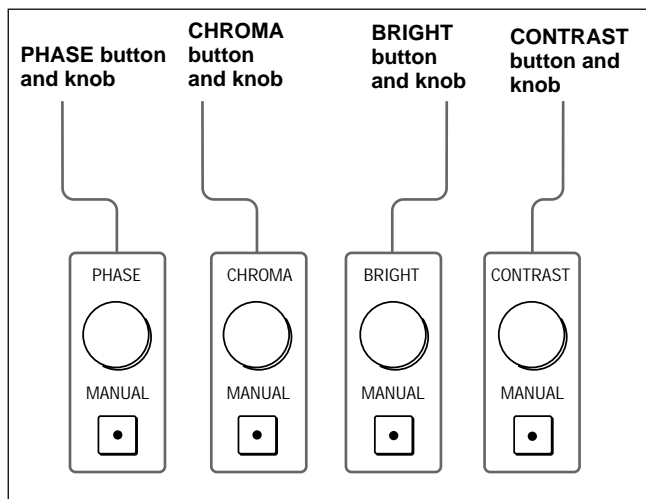 PHASE button
and knob
CHROMA
button
and knob
BRIGHT
button
and knob
CONTRAST
button and
knob
PHASE
MANUAL
CHROMA
MANUAL
BRIGHT
MANUAL
CONTRAST
MANUAL